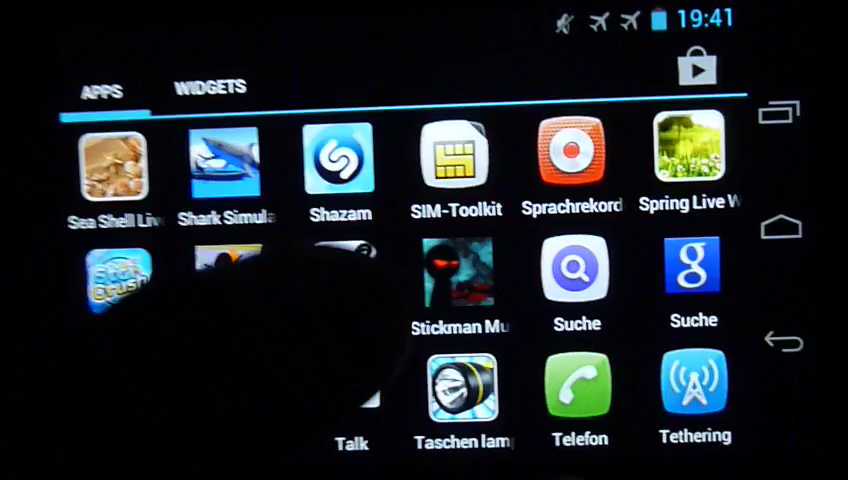 19:41
APPS WIDGETS
Sea Shell Liv Shark Simula Shazam SIM-Toolkit Sprachrekord Spring Live W
Stickman Mu Suche Suche
g
Talk Taschen lam Telefon Tethering